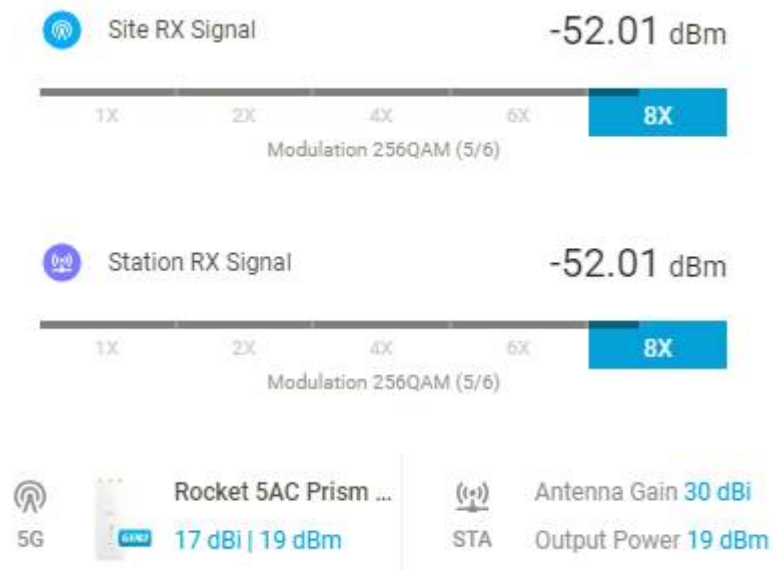 Site RX Signal -52.01 dBm
1X 2X 4X 6X 8X
Modulation 256QAM (5/6)
Station RX Signal -52.01 dBm
1X 2X 4X 6X 8X
Modulation 256QAM (5/6)
Rocket 5AC Prism ... Antenna Gain 30 dBi
5G GEN2 17 dBi | 19 dBm STA Output Power 19 dBm